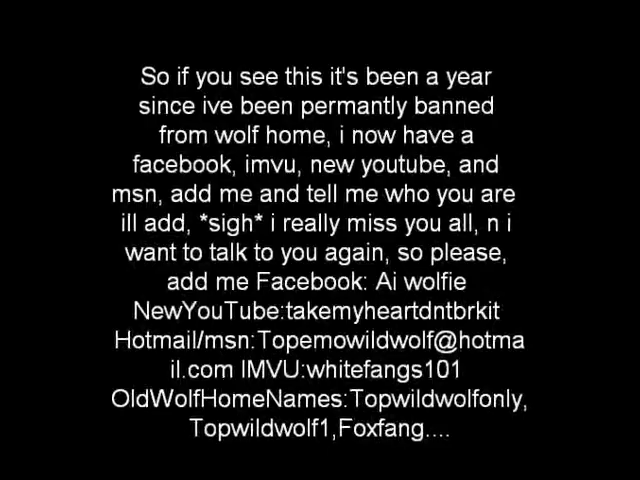 So if you see this it's been a year
since ive been permantly banned
from wolf home, i now have a
facebook, imvu, new youtube, and
msn, add me and tell me who you are
ill add, *sigh* i really miss you all, n i
want to talk to you again, so please,
add me Facebook: Ai wolfie
NewYouTube:takemyheartdntbrkit
Hotmail/msn:Topemowildwolf@hotma
il.com IMVU:whitefangs101
OldWolfHomeNames:Topwildwolfonly,
Topwildwolf1,Foxfang....